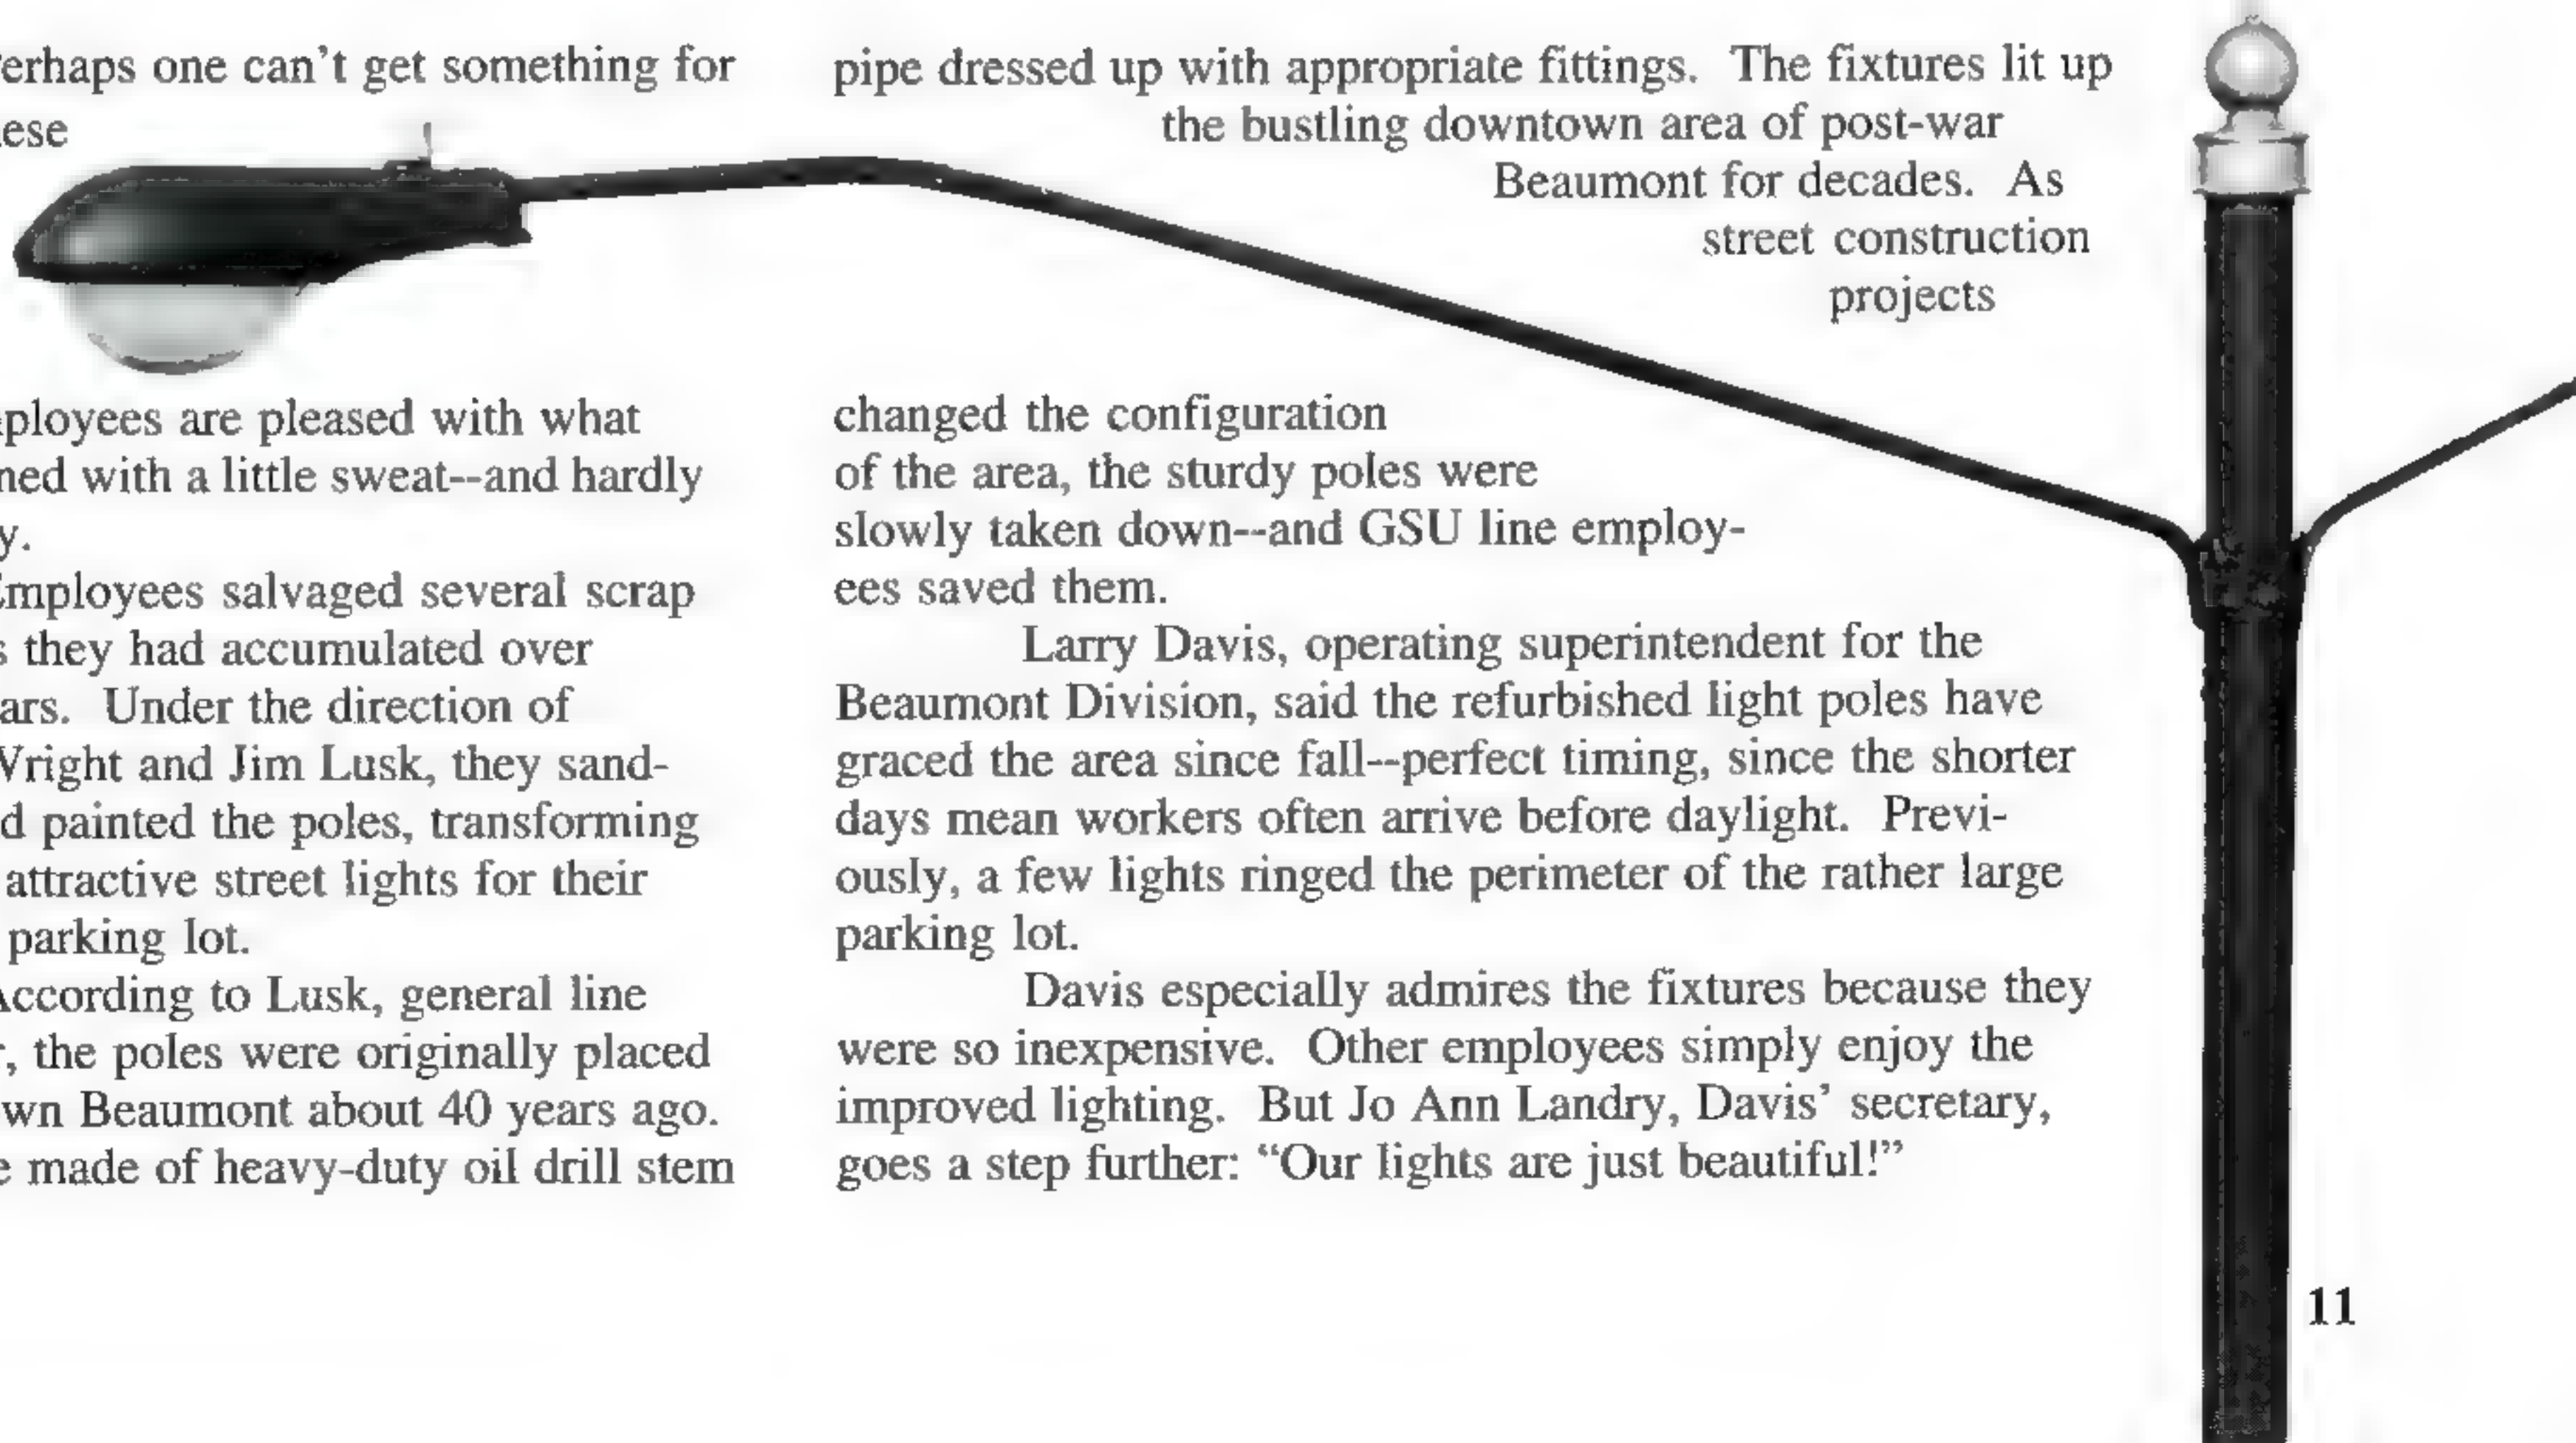 erhaps one can't get something for
ese
ployees are pleased with what
ned with a little sweat--and hardly
y.
Employees salvaged several scrap
s they had accumulated over
ars. Under the direction of
Wright and Jim Lusk, they sand-
d painted the poles, transforming
attractive street lights for their
parking lot.
According to Lusk, general line
r, the poles were originally placed
wn Beaumont about 40 years ago.
e made of heavy-duty oil drill stem
pipe dressed up with appropriate fittings. The fixtures lit up
the bustling downtown area of post-war
Beaumont for decades. As
street construction
projects
changed the configuration
of the area, the sturdy poles were
slowly taken down--and GSU line employ-
ees saved them.
Larry Davis, operating superintendent for the
Beaumont Division, said the refurbished light poles have
graced the area since fall--perfect timing, since the shorter
days mean workers often arrive before daylight. Previ-
ously, a few lights ringed the perimeter of the rather large
parking lot.
Davis especially admires the fixtures because they
were so inexpensive. Other employees simply enjoy the
improved lighting. But Jo Ann Landry, Davis' secretary,
goes a step further: “Our lights are just beautiful!”
11